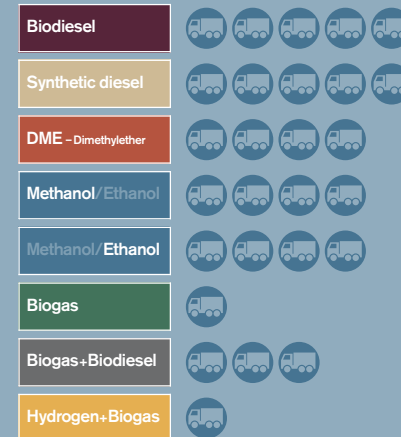 Biodiesel
Synthetic diesel
DME – Dimethylether
Methanol/Ethanol
Methanol/Ethanol
Biogas
Biogas+Biodiesel
Hydrogen+Biogas